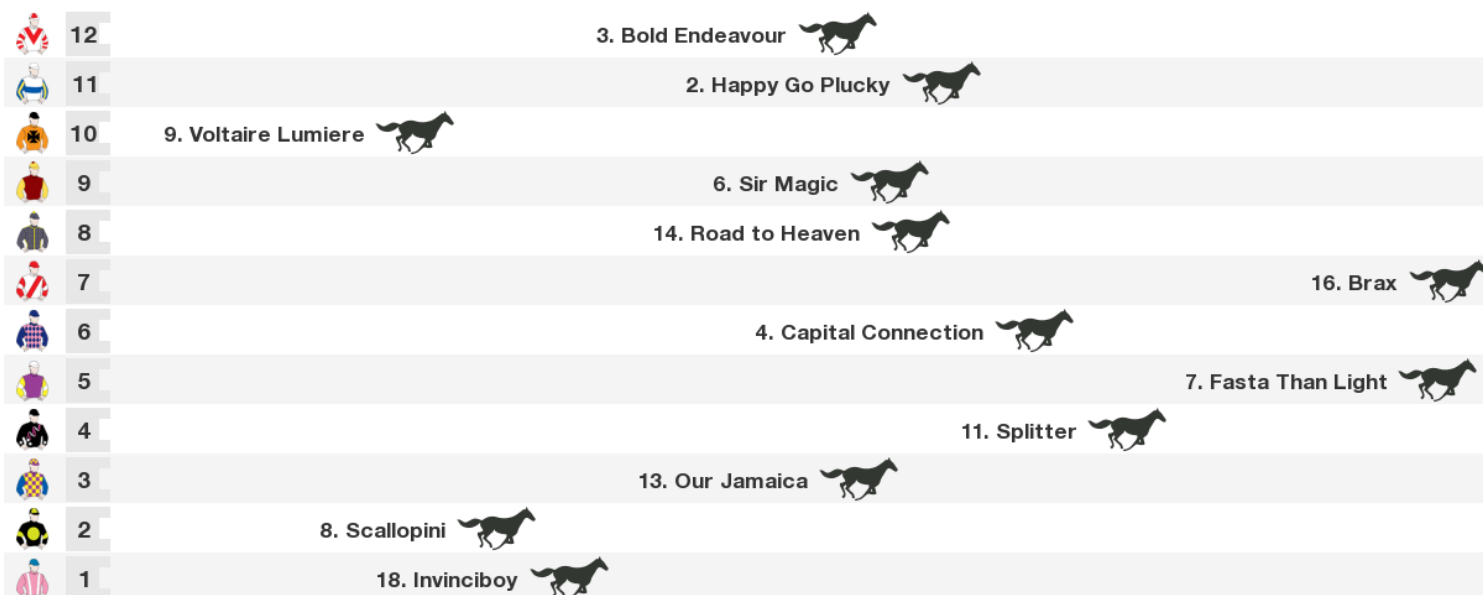 12 3. Bold Endeavour
11 2. Happy Go Plucky
10 9. Voltaire Lumiere
9 6. Sir Magic
8 14. Road to Heaven
7 16. Brax
6 4. Capital Connection
5 7. Fasta Than Light
4 11. Splitter
3 13. Our Jamaica
2 8. Scallopini
1 18. Invinciboy